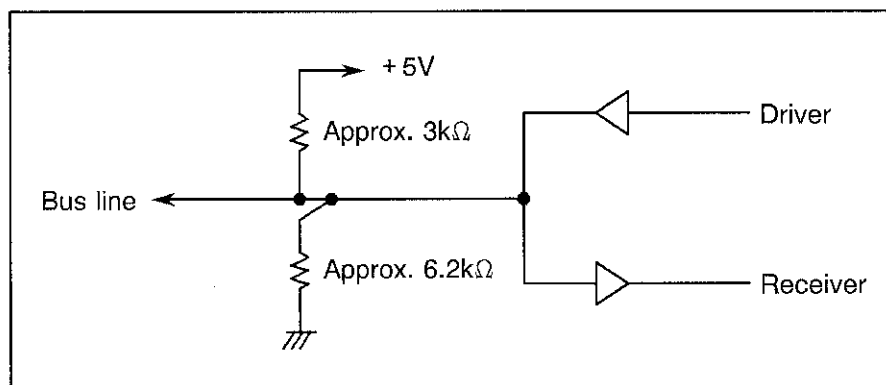 +5V
Approx. 3kΩ
Driver
Bus line
Approx. 6.2kΩ
Receiver